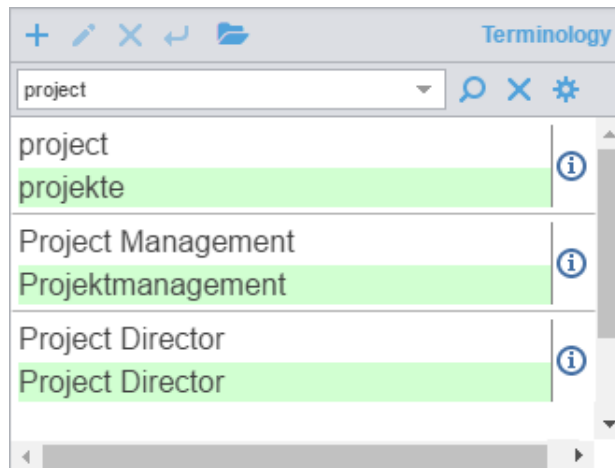 Terminology
project
project
projekte
Project Management
Projektmanagement
Project Director
Project Director